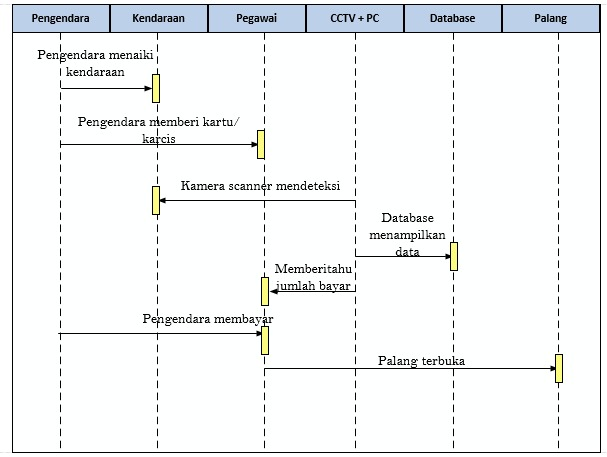 Pengendara
Kendaraan
Pegawai
CCTV + PC
Database
Palang
Pengendara menaiki
kendaraan
Pengendara memberi kartu/
karcis
Kamera scanner mendeteksi
Database
menampilkan
data
Memberitahu
jumlah bayar
Pengendara membayar
Palang terbuka